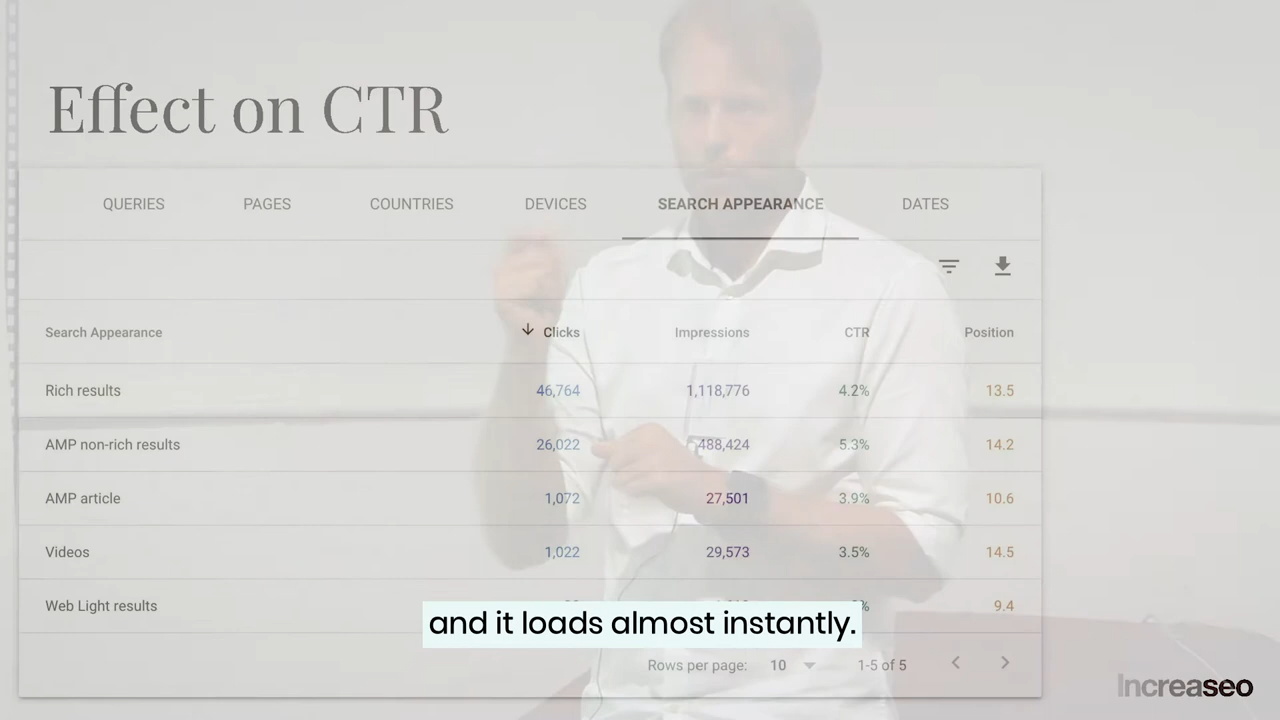 Effect on CTR
QUERIES PAGES COUNTRIES DEVICES SEARCH APPEARANCE DATES
Search Appearance Clicks Impressions CTR Position
Rich results 46,764 1,118,776 4.2% 13.5
AMP non-rich results 26,022 488,424 5.3% 14.2
AMP article 1,072 27,501 3.9% 10.6
Videos 1,022 29,573 3.5% 14.5
Web Light results 9.4
and it loads almost instantly.
Rows per page: 10 1-5 of 5
Increaseo